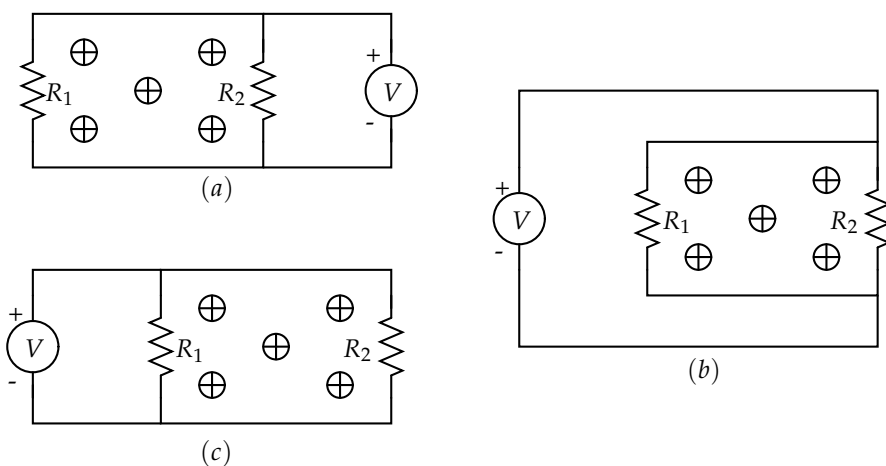 +
R₁ R₂ V
-
(a)
+
V R₁ R₂
-
(b)
+
V R₁ R₂
-
(c)